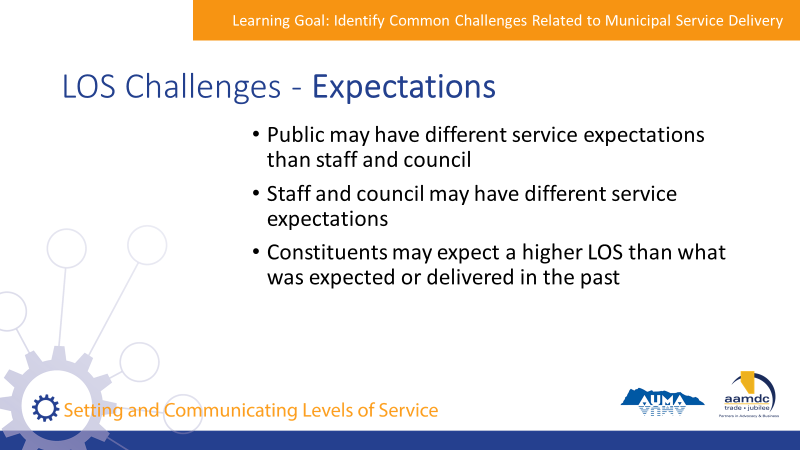 Learning Goal: Identify Common Challenges Related to Municipal Service Delivery
LOS Challenges - Expectations
• Public may have different service expectations
than staff and council
• Staff and council may have different service
expectations
• Constituents may expect a higher LOS than what
was expected or delivered in the past
Setting and Communicating Levels of Service
AUMA
aamdc
trade • jubilee
Partners in Advocacy & Business